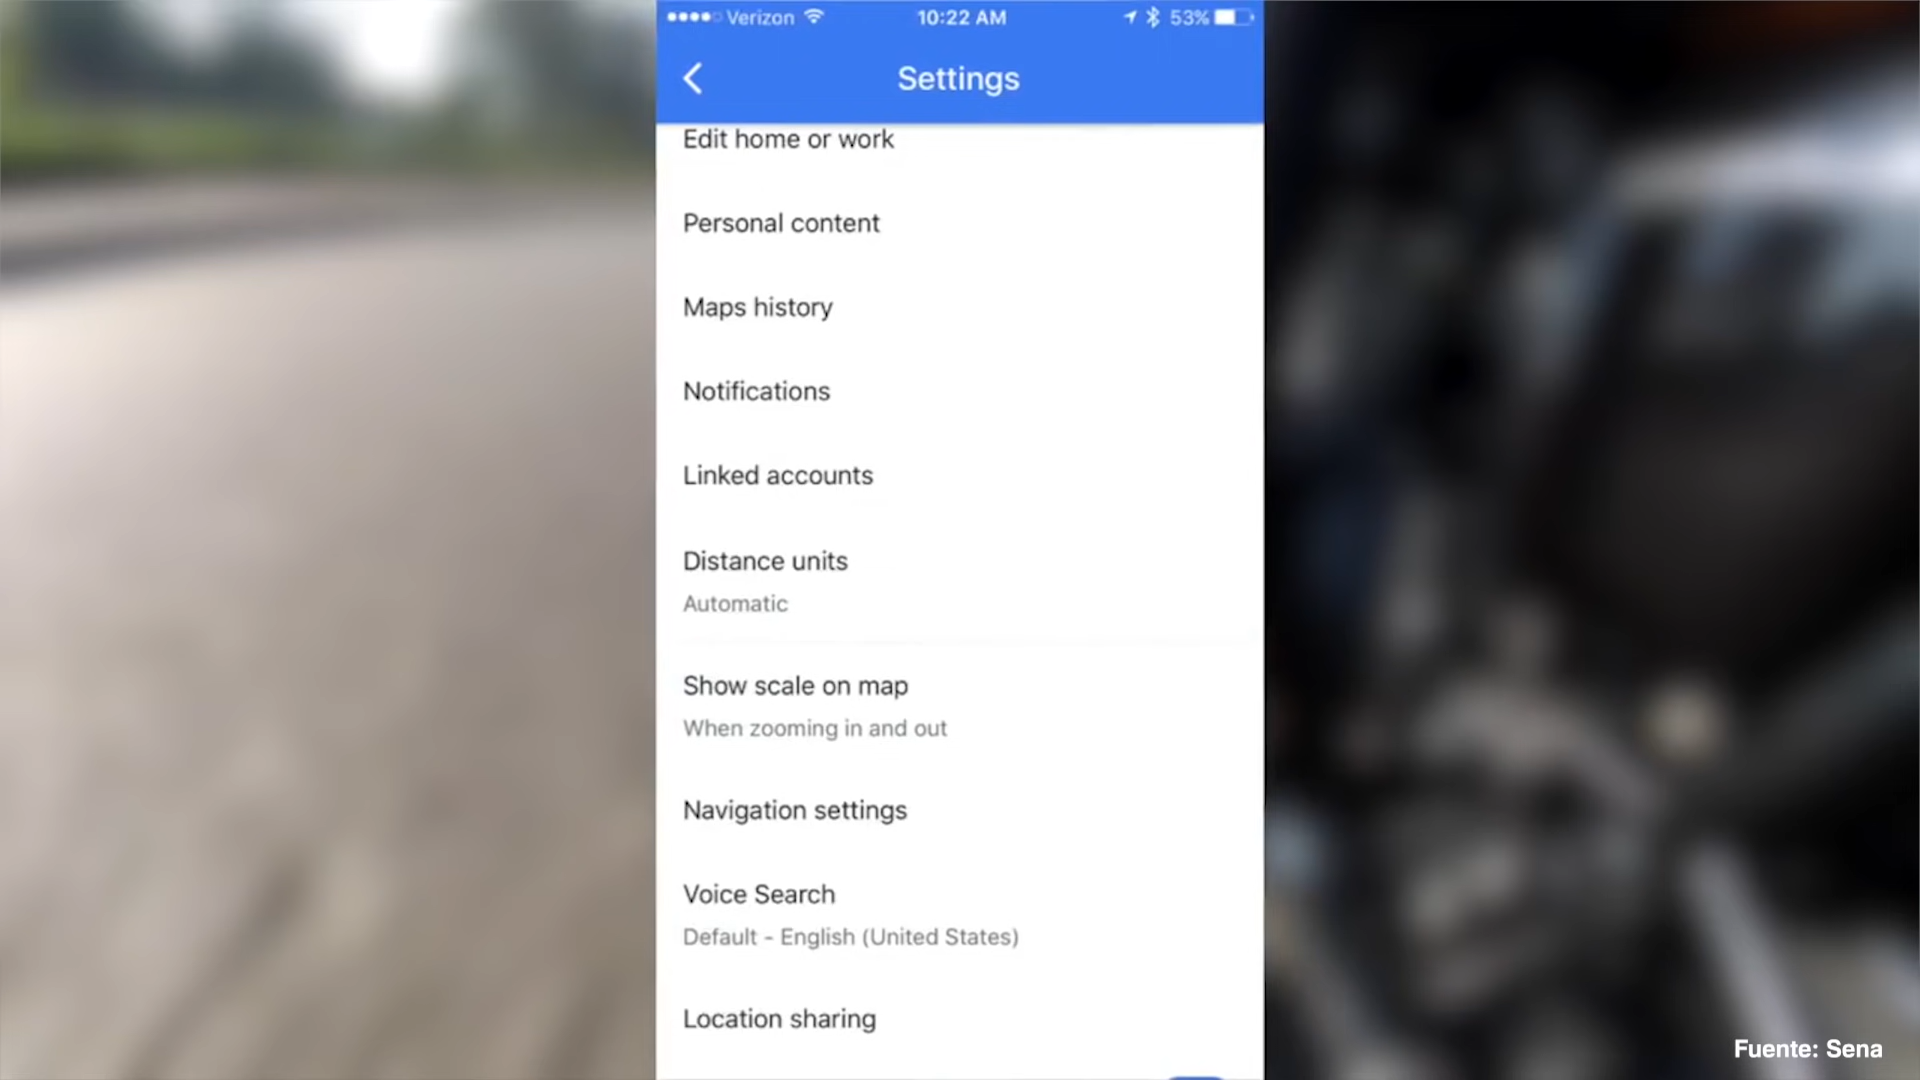 Verizon 10:22 AM 53%
Settings
Edit home or work
Personal content
Maps history
Notifications
Linked accounts
Distance units
Automatic
Show scale on map
When zooming in and out
Navigation settings
Voice Search
Default - English (United States)
Location sharing
Fuente: Sena